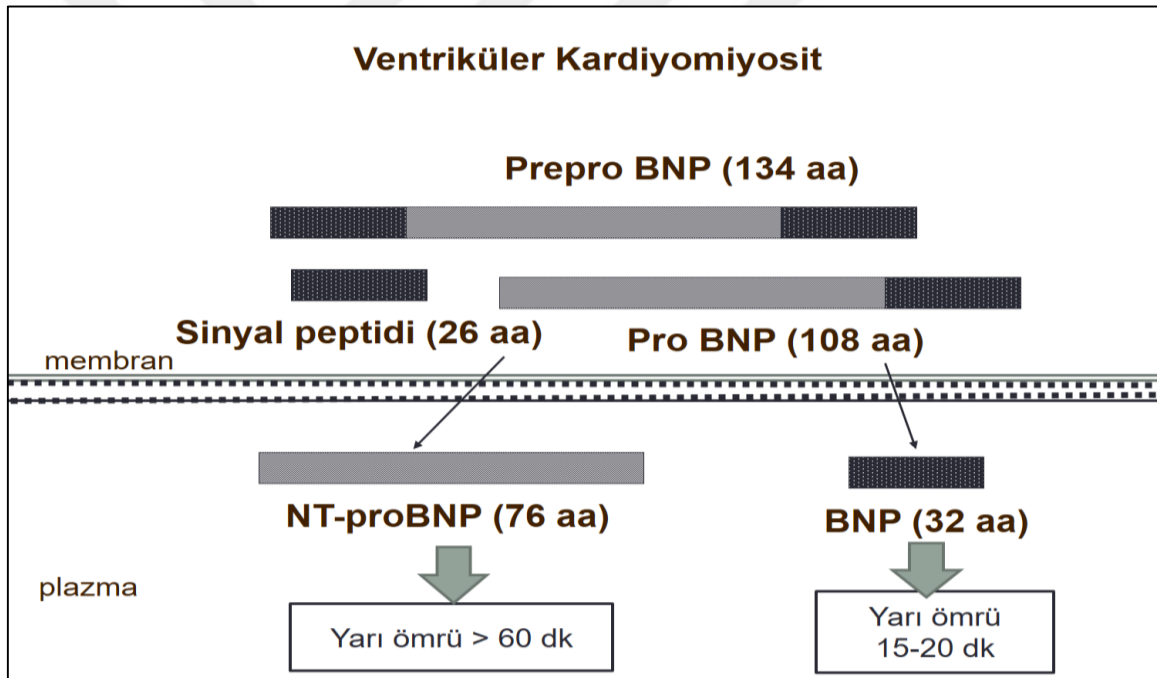 Ventriküler Kardiyomiyosit
Prepro BNP (134 aa)
Sinyal peptidi (26 aa)
Pro BNP (108 aa)
membran
NT-proBNP (76 aa)
BNP (32 aa)
plazma
Yarı ömrü > 60 dk
Yarı ömrü
15-20 dk